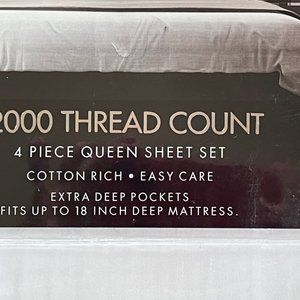 2000 THREAD COUNT
4 PIECE QUEEN SHEET SET
COTTON RICH • EASY CARE
EXTRA DEEP POCKETS
FITS UP TO 18 INCH DEEP MATTRESS.